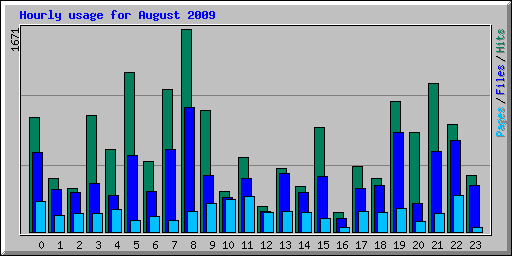 Hourly usage for August 2009
1671
Pages / Files / Hits
0 1 2 3 4 5 6 7 8 9 10 11 12 13 14 15 16 17 18 19 20 21 22 23